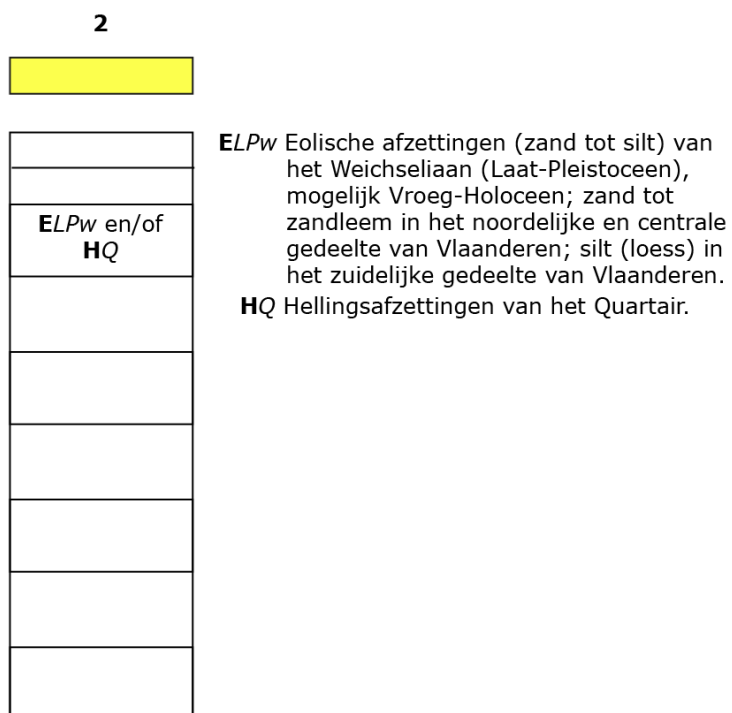 2
ELPw en/of
HQ
ELPw Eolische afzettingen (zand tot silt) van
het Weichseliaan (Laat-Pleistoceen),
mogelijk Vroeg-Holoceen; zand tot
zandleem in het noordelijke en centrale
gedeelte van Vlaanderen; silt (loess) in
het zuidelijke gedeelte van Vlaanderen.
HQ Hellingsafzettingen van het Quartair.